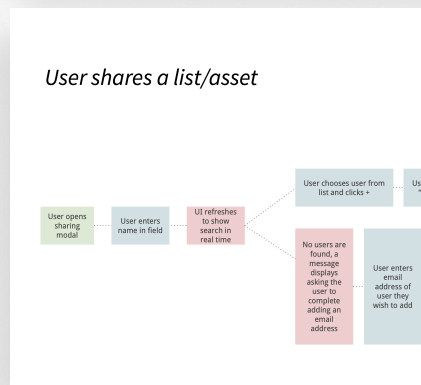 User shares a list/asset
User opens
sharing
modal
User enters
name in field
UI refreshes
to show
search in
real time
User chooses user from
list and clicks +
No users are
found, a
message
displays
asking the
user to
complete
adding an
email
address
User enters
email
address of
user they
wish to add